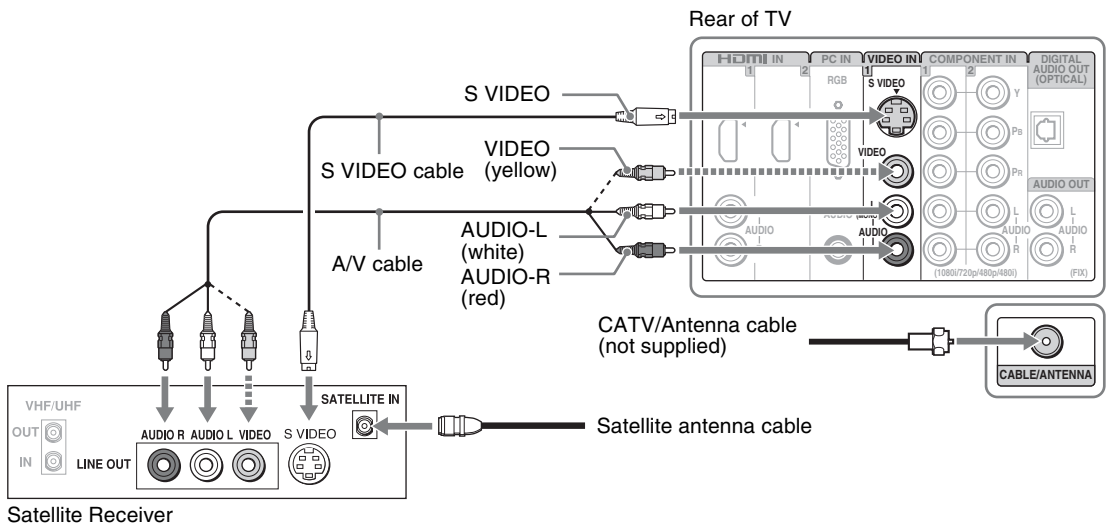 Rear of TV
HDMI IN
PC IN
VIDEO IN
COMPONENT IN
DIGITAL
AUDIO OUT
(OPTICAL)
1
2
1
1
2
RGB
S VIDEO
Y
S VIDEO
PB
VIDEO
VIDEO
(yellow)
S VIDEO cable
PR
AUDIO OUT
AUDIO
(MONO)
L
AUDIO
R
L
AUDIO
R
AUDIO
L
AUDIO
R
AUDIO-L
(white)
A/V cable
AUDIO-R
(red)
(1080i/720p/480p/480i)
(FIX)
CATV/Antenna cable
(not supplied)
CABLE/ANTENNA
VHF/UHF
SATELLITE IN
OUT
IN
AUDIO R
AUDIO L
VIDEO
S VIDEO
LINE OUT
Satellite antenna cable
Satellite Receiver